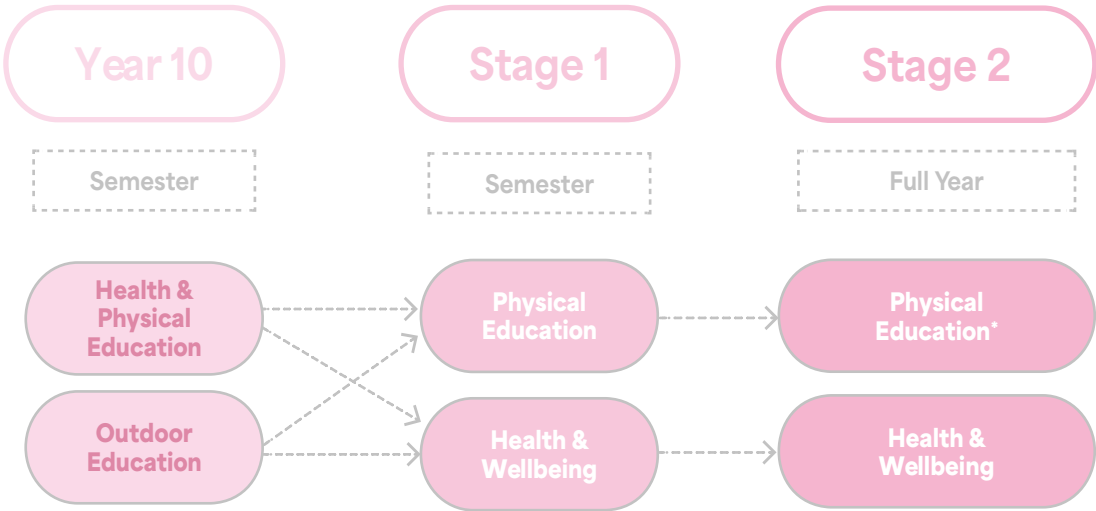 Year 10
Stage 1
Stage 2
Semester
Semester
Full Year
Health &
Physical
Education
Physical
Education
Physical
Education*
Outdoor
Education
Health &
Wellbeing
Health &
Wellbeing